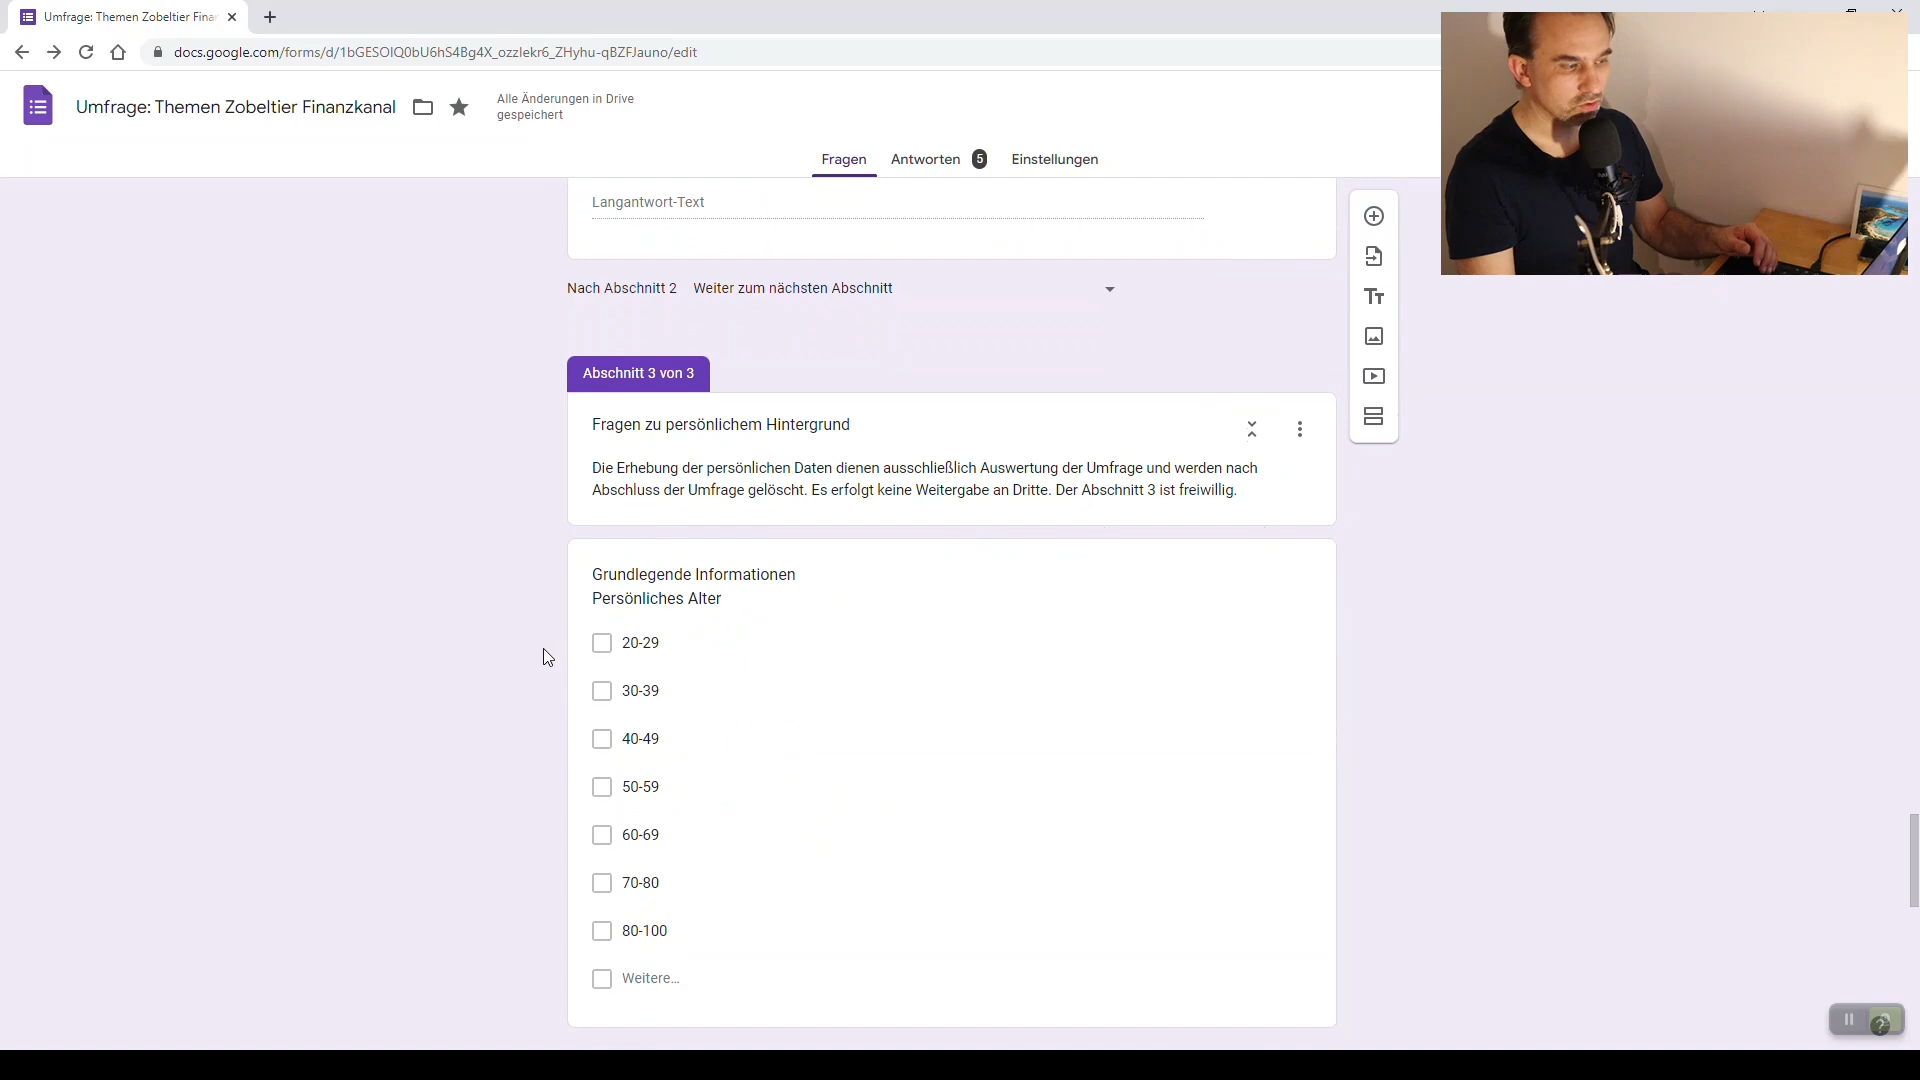 Umfrage: Themen Zobeltier Finan
docs.google.com/forms/d/1bGESOIQ0bU6hS4Bg4X_ozzlekr6_ZHyhu-qBZFJauno/edit
Umfrage: Themen Zobeltier Finanzkanal
Alle Änderungen in Drive
gespeichert
Fragen Antworten 5 Einstellungen
Langantwort-Text
Nach Abschnitt 2 Weiter zum nächsten Abschnitt
Abschnitt 3 von 3
Fragen zu persönlichem Hintergrund
Die Erhebung der persönlichen Daten dienen ausschließlich Auswertung der Umfrage und werden nach
Abschluss der Umfrage gelöscht. Es erfolgt keine Weitergabe an Dritte. Der Abschnitt 3 ist freiwillig.
Grundlegende Informationen
Persönliches Alter
20-29
30-39
40-49
50-59
60-69
70-80
80-100
Weitere...